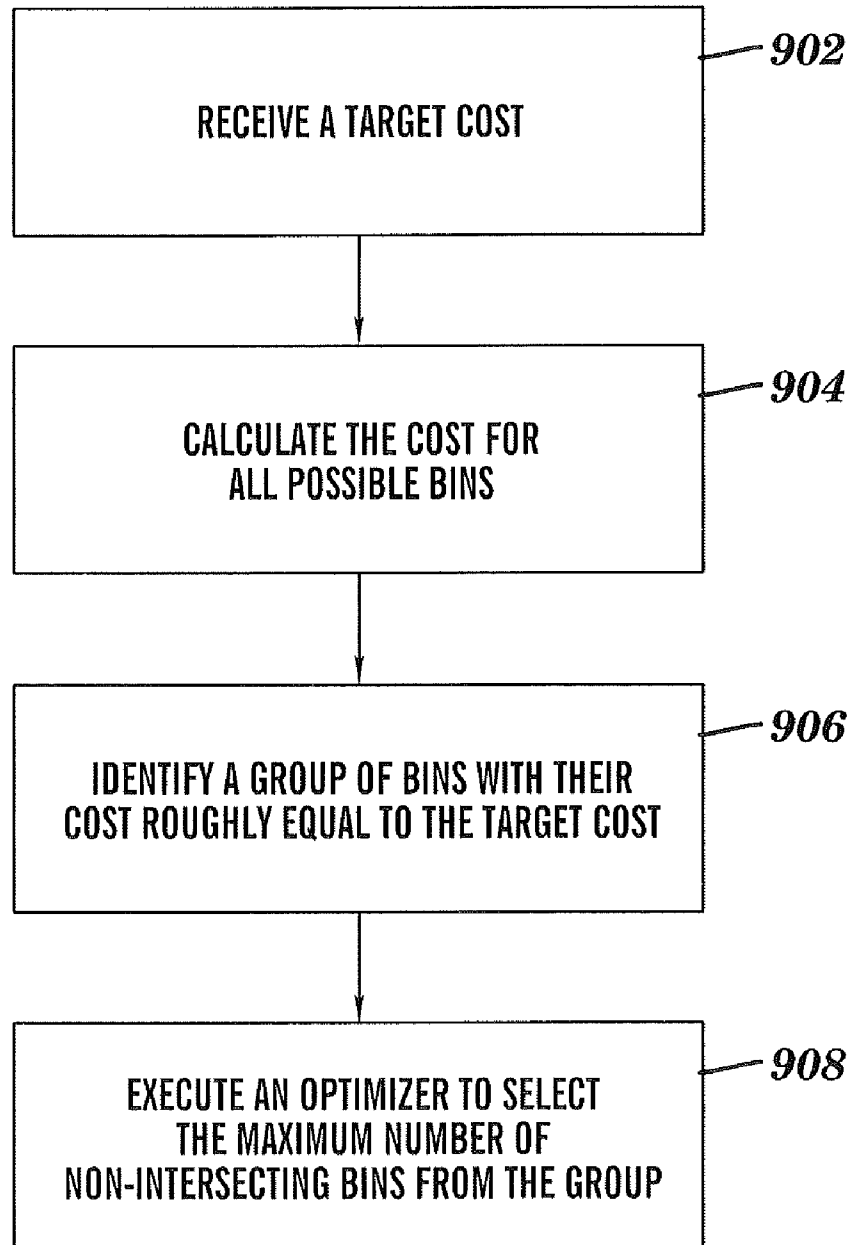 902
RECEIVE A TARGET COST
904
CALCULATE THE COST FOR
ALL POSSIBLE BINS
906
IDENTIFY A GROUP OF BINS WITH THEIR
COST ROUGHLY EQUAL TO THE TARGET COST
908
EXECUTE AN OPTIMIZER TO SELECT
THE MAXIMUM NUMBER OF
NON-INTERSECTING BINS FROM THE GROUP